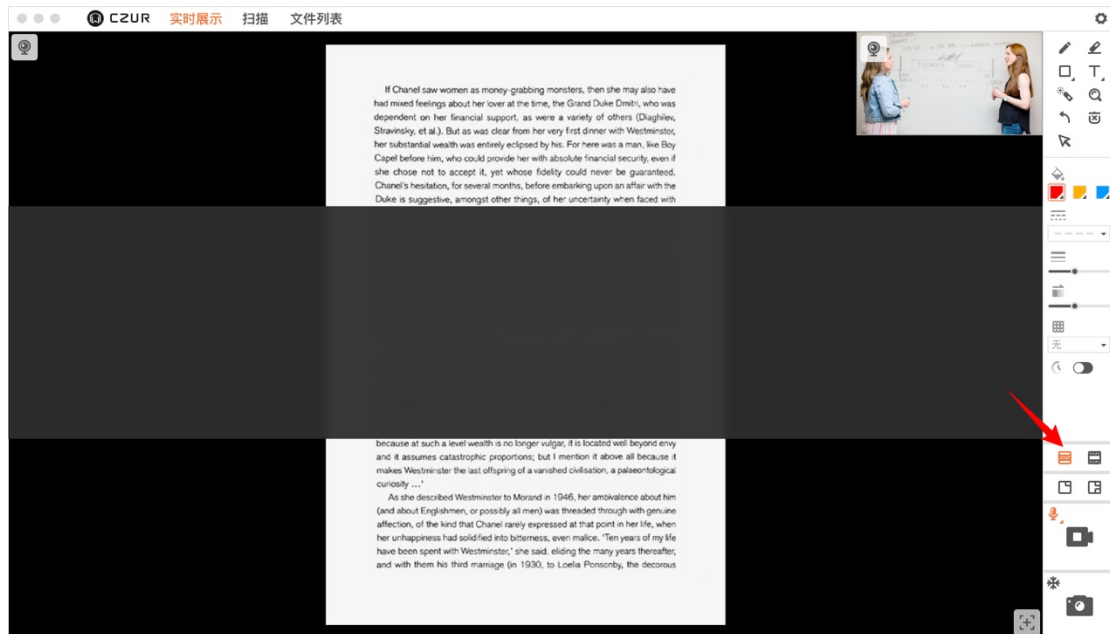 CZUR 实时展示 扫描 文件列表
If Chanel saw women as money-grabbing monsters, then she may also have
had mixed feelings about her lover at the time, the Grand Duke Dmitri, who was
dependent on her financial support, as were a variety of others (Diaghilev,
Stravinsky, et al.). But as was clear from her very first dinner with Westminster,
her substantial wealth was entirely eclipsed by his. For here was a man, like Boy
Capel before him, who could provide her with absolute financial security, even if
she chose not to accept it, yet whose fidelity could never be guaranteed.
Chanel's hesitation, for several months, before embarking upon an affair with the
Duke is suggestive, amongst other things, of her uncertainty when faced with
because at such a level wealth is no longer vulgar, it is located well beyond envy
and it assumes catastrophic proportions; but I mention it above all because it
makes Westminster the last offspring of a vanished civilisation, a palaeontological
curiosity ...'
As she described Westminster to Morand in 1946, her ambivalence about him
(and about Englishmen, or possibly all men) was threaded through with genuine
affection, of the kind that Chanel rarely expressed at that point in her life, when
her unhappiness had solidified into bitterness, even malice. 'Ten years of my life
have been spent with Westminster,' she said, eliding the many years thereafter,
and with them his third marriage (in 1930, to Loelia Ponsonby, the decorous
无